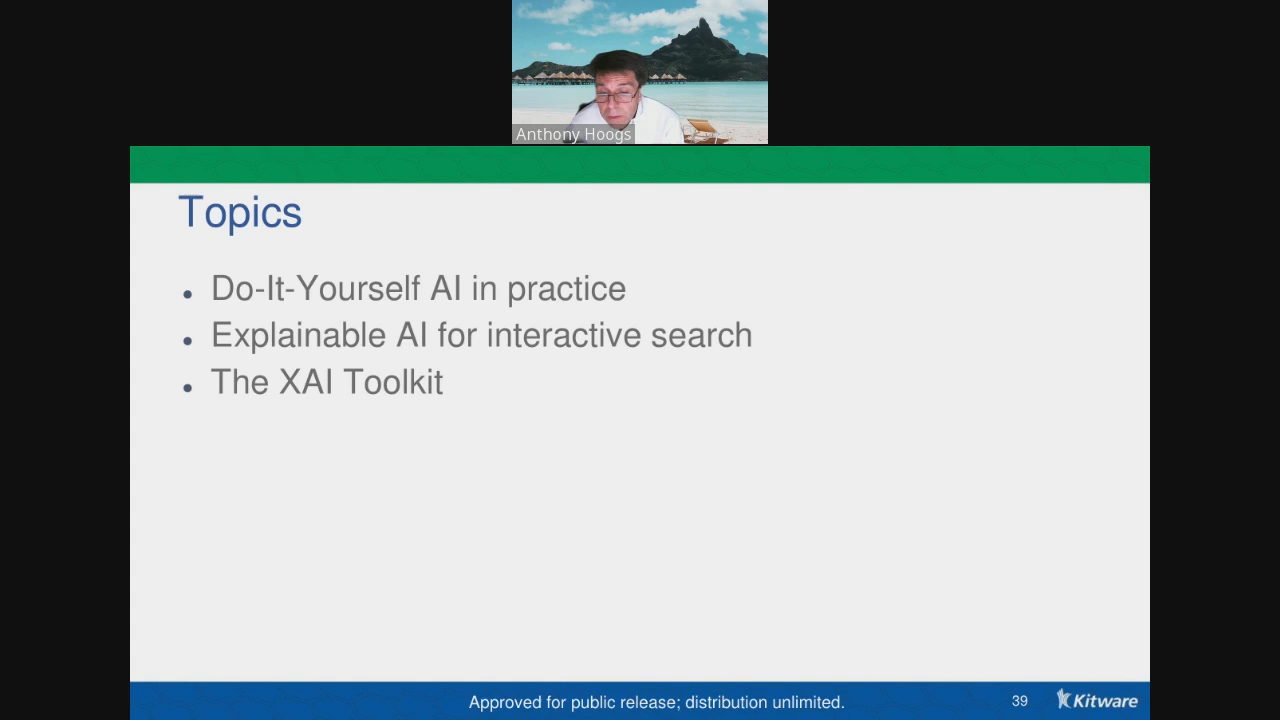 Anthony Hoogs
Topics
• Do-It-Yourself AI in practice
• Explainable AI for interactive search
• The XAI Toolkit
Approved for public release; distribution unlimited.
39
Kitware